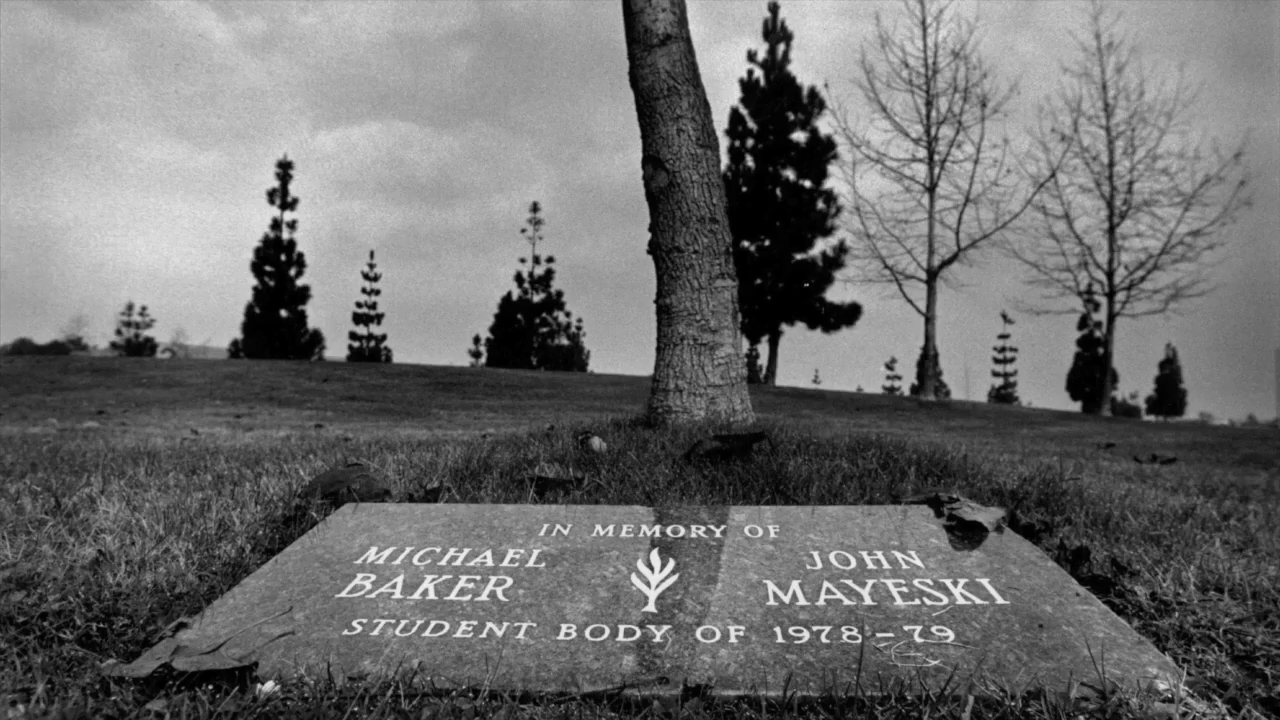 IN MEMORY OF
MICHAEL BAKER
JOHN MAYESKI
STUDENT BODY OF 1978-79